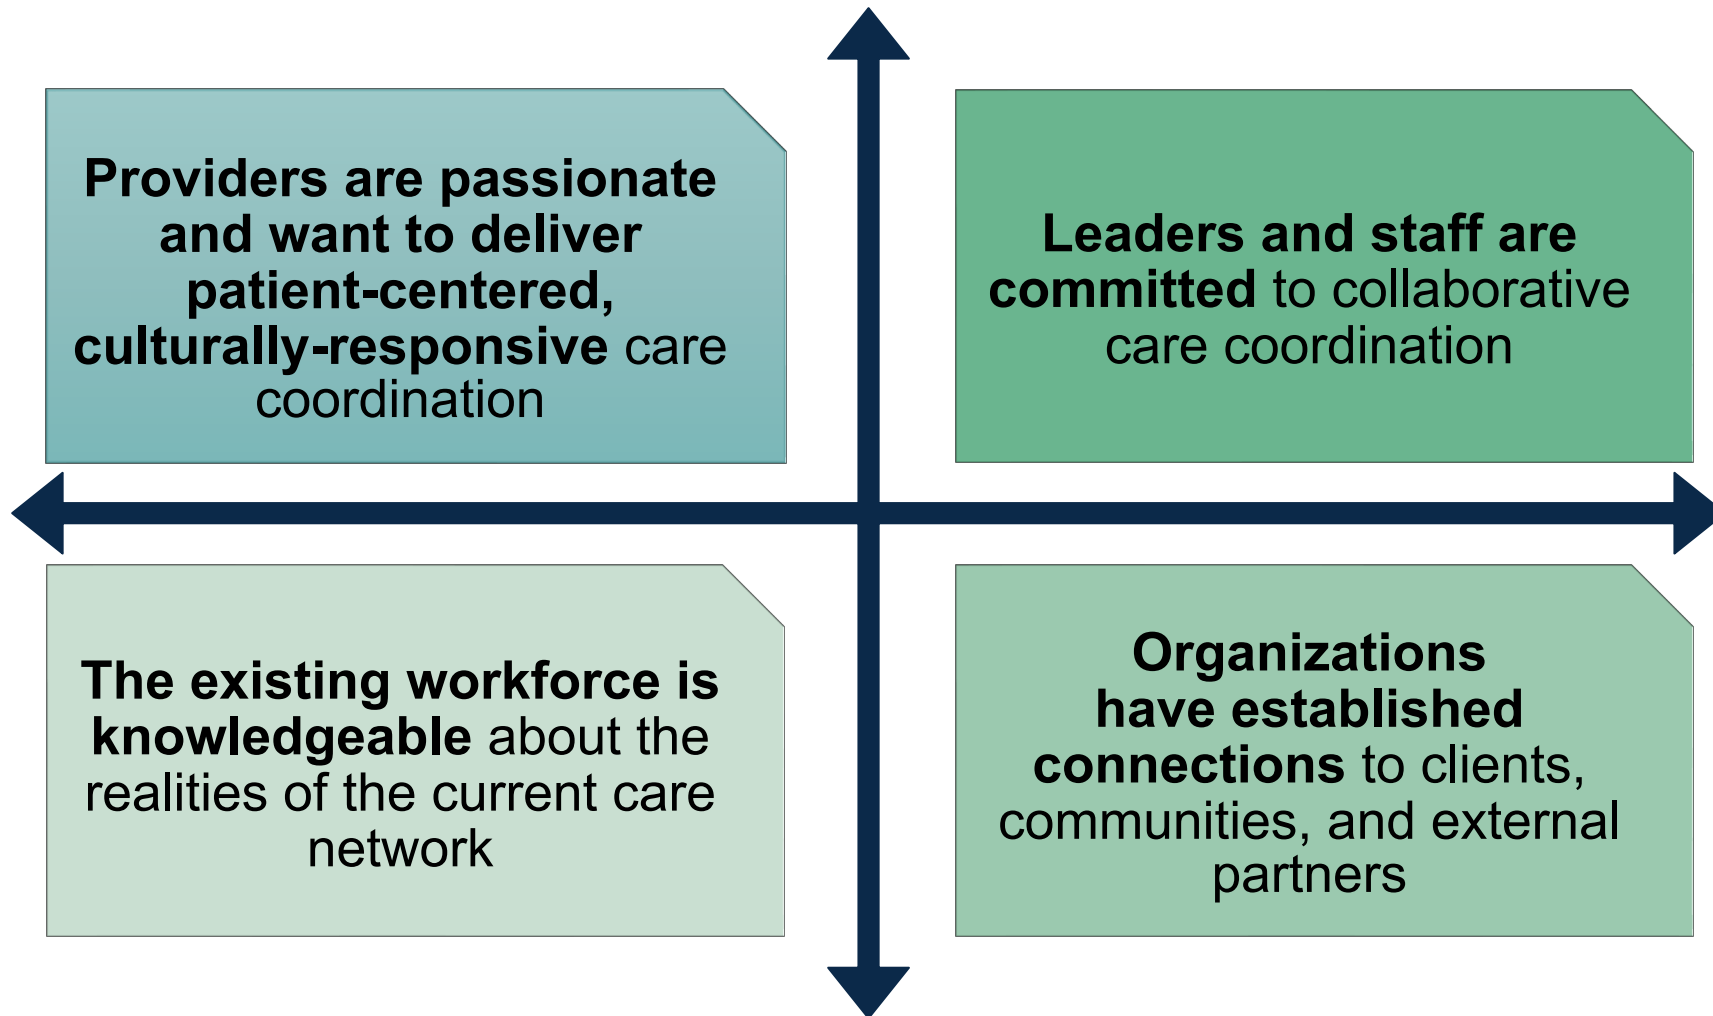 Providers are passionate
and want to deliver
patient-centered,
culturally-responsive care
coordination
Leaders and staff are
committed to collaborative
care coordination
The existing workforce is
knowledgeable about the
realities of the current care
network
Organizations
have established
connections to clients,
communities, and external
partners